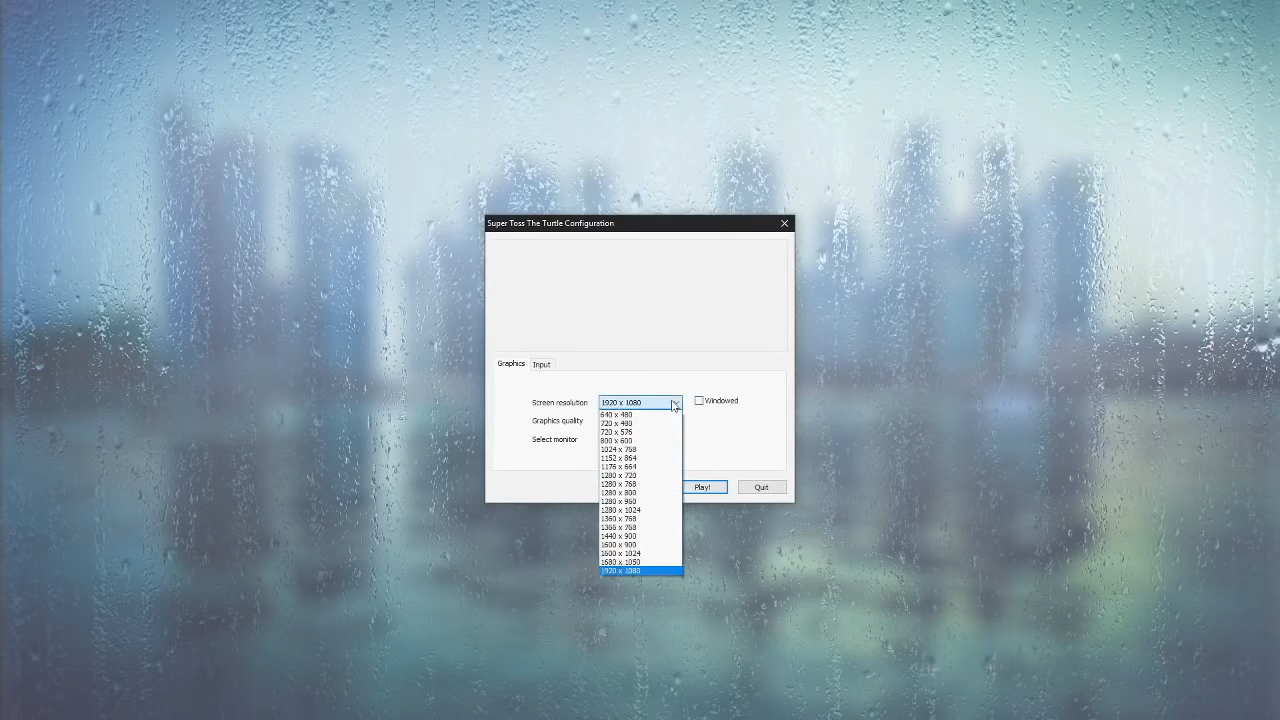 Super Toss The Turtle Configuration
Graphics Input
Screen resolution 1920 x 1080 Windowed
Graphics quality
Select monitor
640 x 480
720 x 480
720 x 576
800 x 600
1024 x 768
1152 x 864
1176 x 664
1280 x 720
1280 x 768
1280 x 800
1280 x 960
1280 x 1024
1360 x 768
1366 x 768
1440 x 900
1600 x 900
1600 x 1024
1680 x 1050
1920 x 1080
Play! Quit